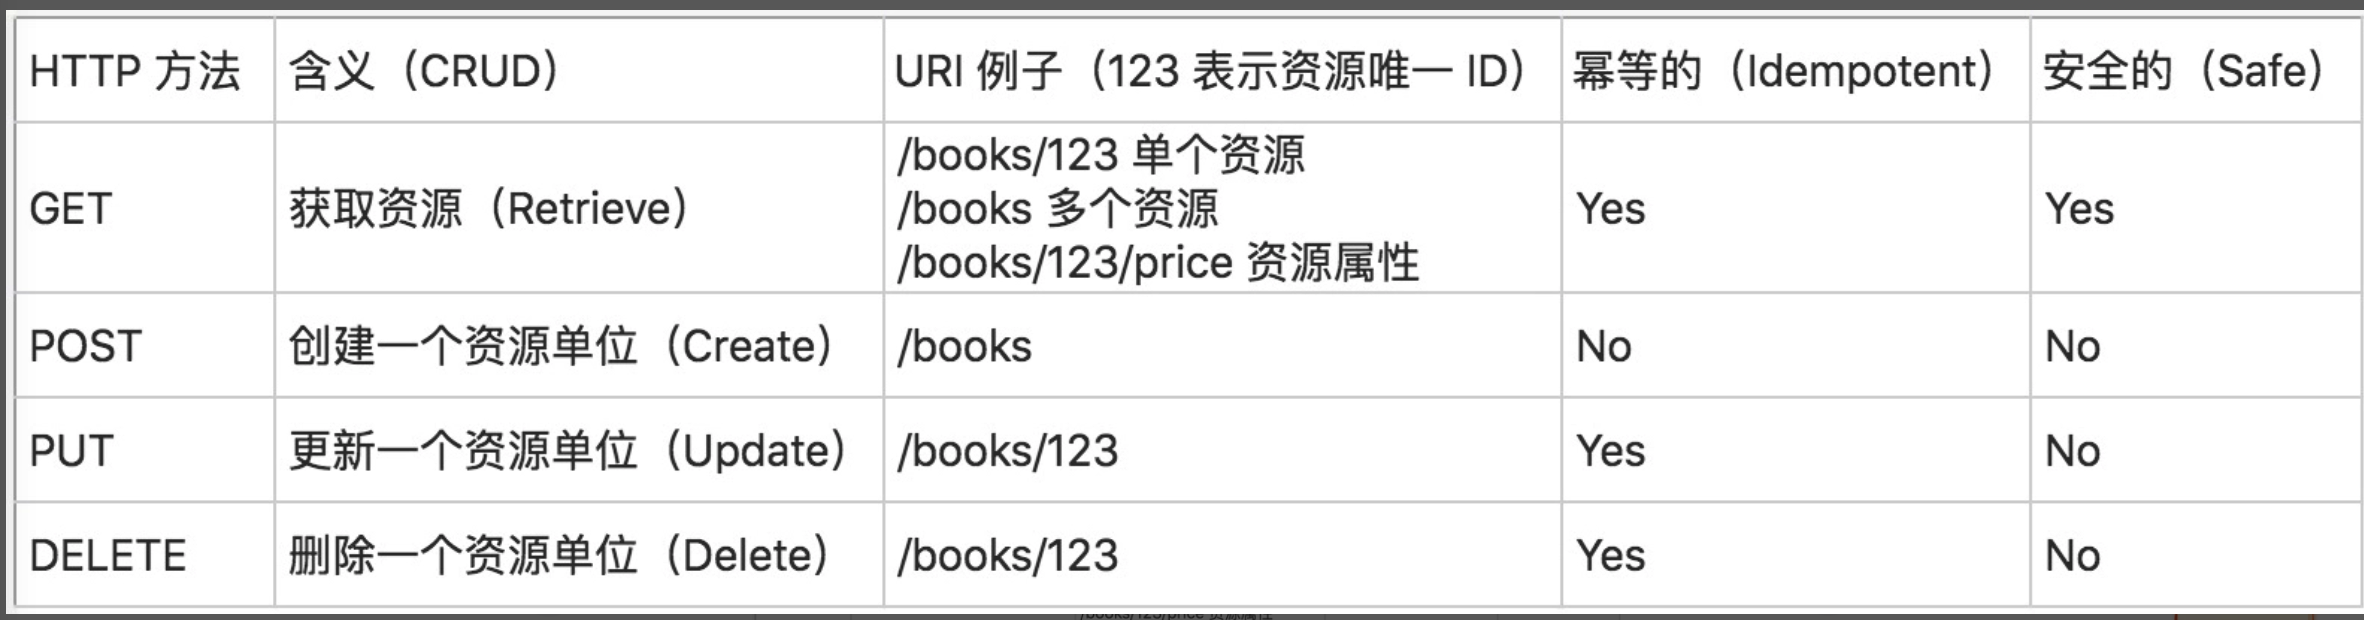 HTTP 方法 含义（CRUD） URI 例子（123 表示资源唯一 ID） 幂等的（Idempotent） 安全的（Safe）
GET 获取资源（Retrieve） /books/123 单个资源 Yes Yes
/books 多个资源
/books/123/price 资源属性
POST 创建一个资源单位（Create） /books No No
PUT 更新一个资源单位（Update） /books/123 Yes No
DELETE 删除一个资源单位（Delete） /books/123 Yes No
/books/123/price 资源属性